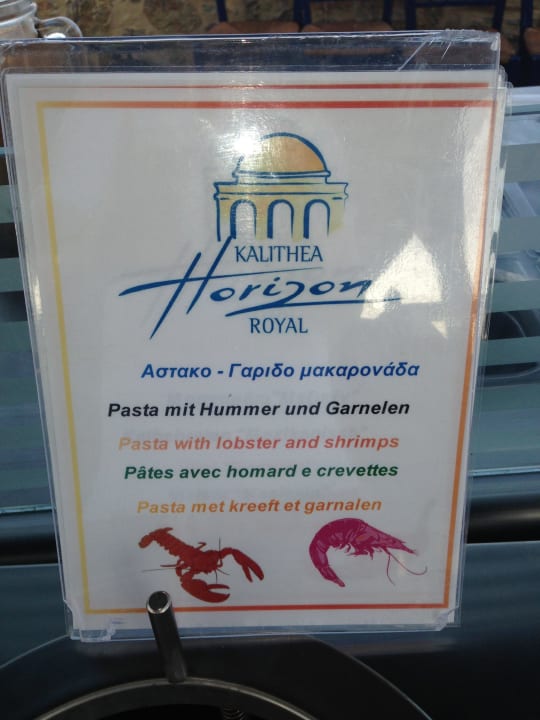 KALITHEA
Horizon
ROYAL
Αστακο - Γαριδο μακαρονάδα
Pasta mit Hummer und Garnelen
Pasta with lobster and shrimps
Pâtes avec homard e crevettes
Pasta met kreeft et garnalen